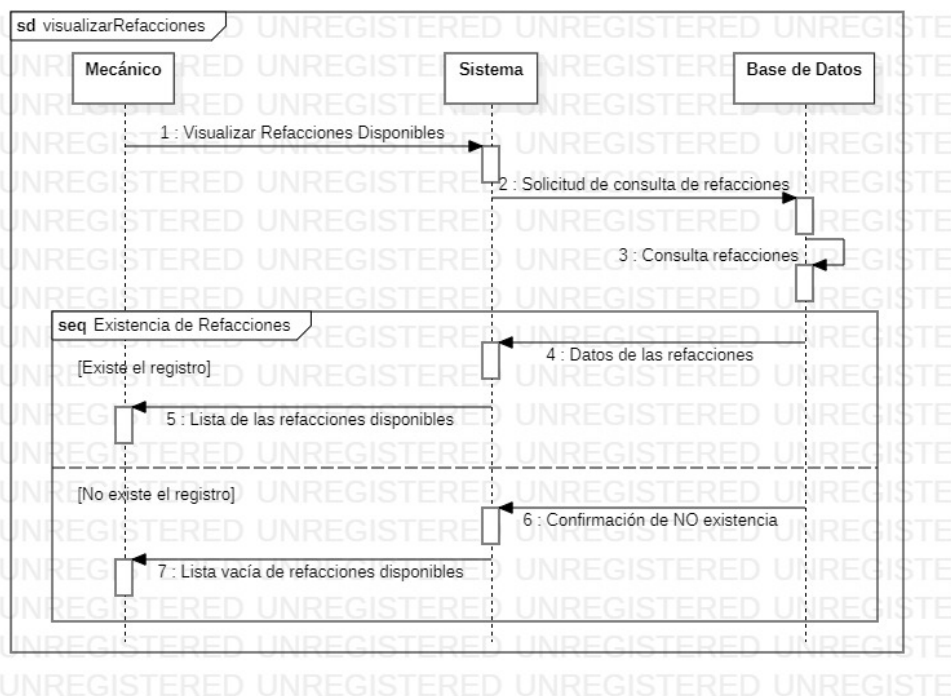 sd visualizarRefacciones
Mecánico
Sistema
Base de Datos
1 : Visualizar Refacciones Disponibles
2 : Solicitud de consulta de refacciones
3 : Consulta refacciones
seq Existencia de Refacciones
4 : Datos de las refacciones
[Existe el registro]
5 : Lista de las refacciones disponibles
[No existe el registro]
6 : Confirmación de NO existencia
7 : Lista vacía de refacciones disponibles
UNREGISTERED